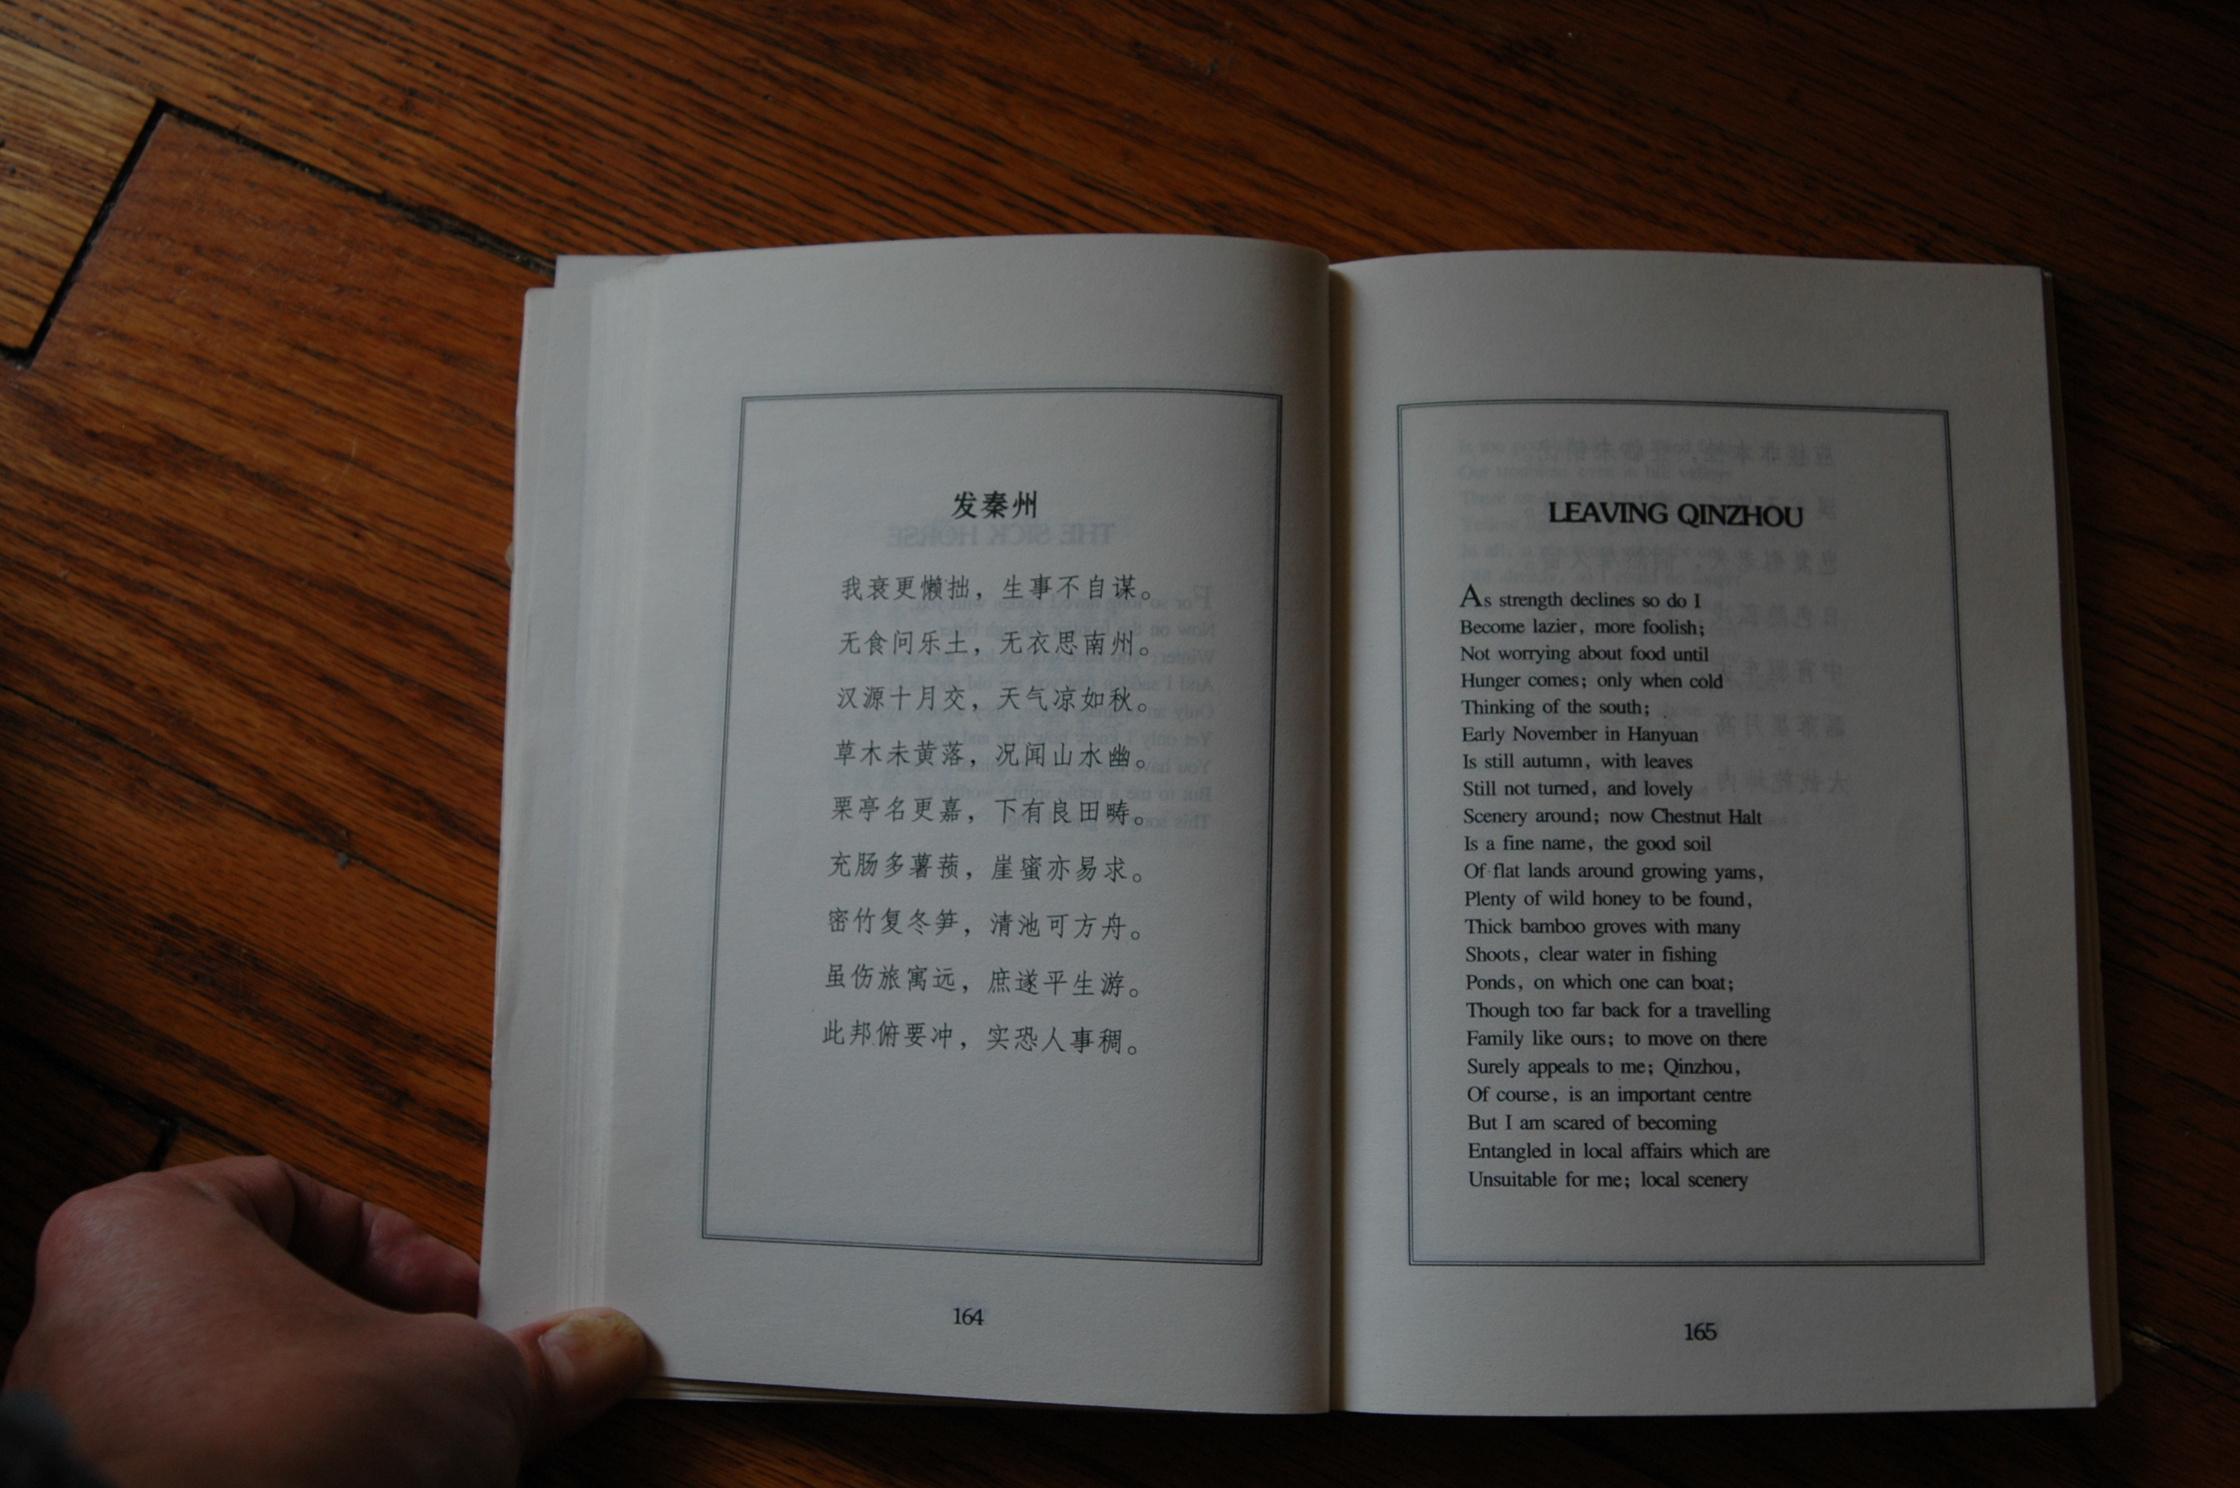 发秦州
我衰更懒拙，生事不自谋。
无食问乐土，无衣思南州。
汉源十月交，天气凉如秋。
草木未黄落，况闻山水幽。
栗亭名更嘉，下有良田畴。
充肠多薯蓣，崖蜜亦易求。
密竹复冬笋，清池可方舟。
虽伤旅寓远，庶遂平生游。
此邦俯要冲，实恐人事稠。
164
LEAVING QINZHOU
As strength declines so do I
Become lazier, more foolish;
Not worrying about food until
Hunger comes; only when cold
Thinking of the south;
Early November in Hanyuan
Is still autumn, with leaves
Still not turned, and lovely
Scenery around; now Chestnut Halt
Is a fine name, the good soil
Of flat lands around growing yams,
Plenty of wild honey to be found,
Thick bamboo groves with many
Shoots, clear water in fishing
Ponds, on which one can boat;
Though too far back for a travelling
Family like ours; to move on there
Surely appeals to me; Qinzhou,
Of course, is an important centre
But I am scared of becoming
Entangled in local affairs which are
Unsuitable for me; local scenery
165